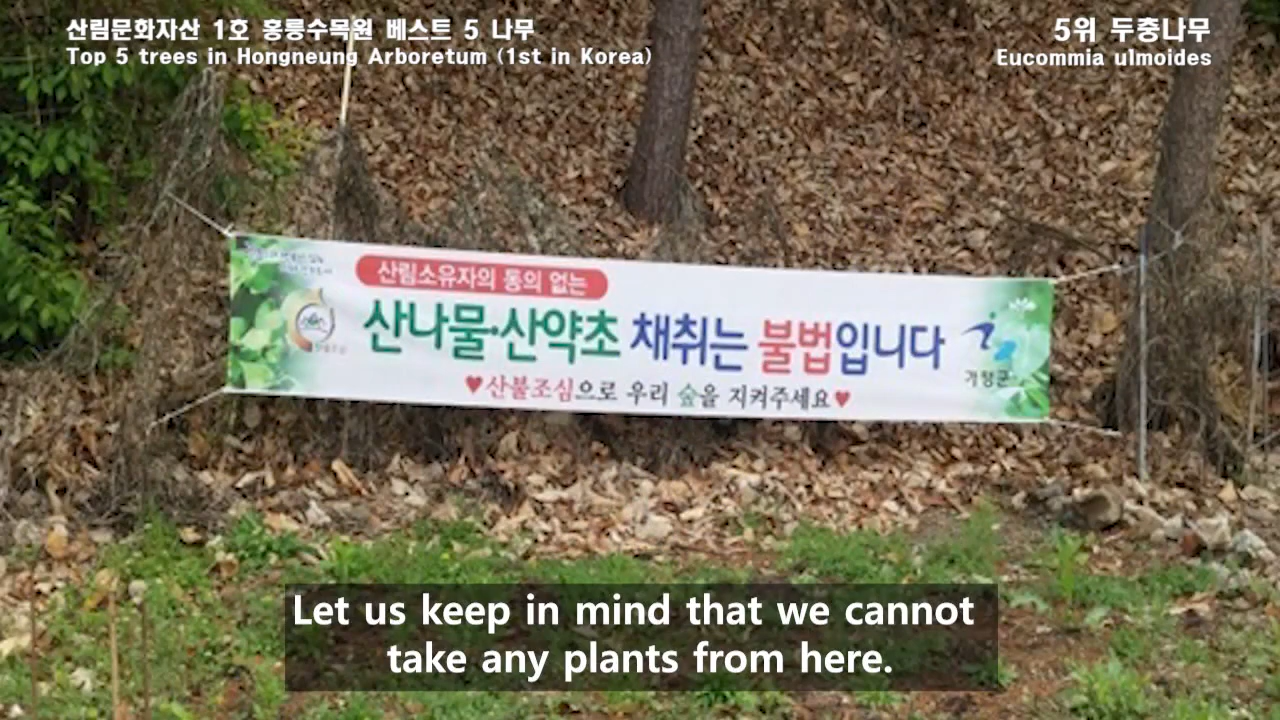 산림문화자산 1호 홍릉수목원 베스트 5 나무
Top 5 trees in Hongneung Arboretum (1st in Korea)
5위 두충나무
Eucommia ulmoides
산림소유자의 동의 없는
산나물·산약초 채취는 불법입니다
♥산불조심으로 우리 숲을 지켜주세요♥
가평군
Let us keep in mind that we cannot
take any plants from here.